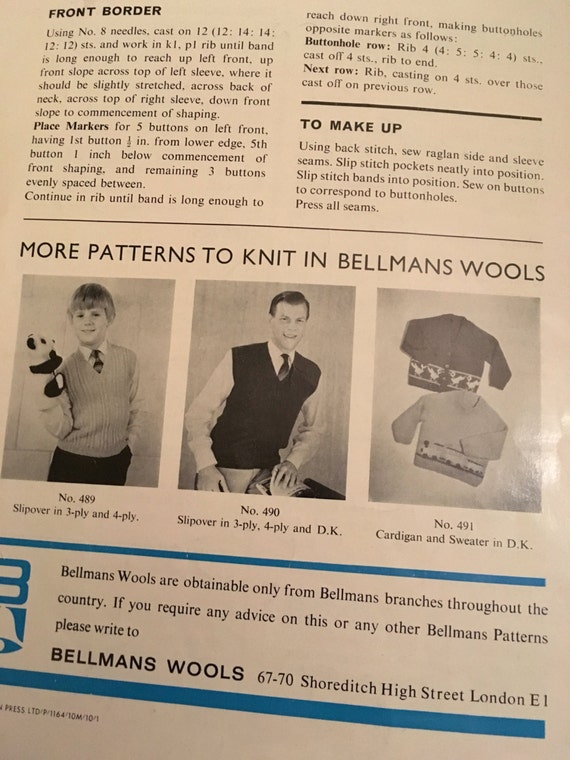 FRONT BORDER
Using No. 8 needles, cast on 12 (12: 14: 14:
12: 12) sts. and work in k1, p1 rib until band
is long enough to reach up left front, up
front slope across top of left sleeve, where it
should be slightly stretched, across back of
neck, across top of right sleeve, down front
slope to commencement of shaping.
Place Markers for 5 buttons on left front,
having 1st button ½ in. from lower edge, 5th
button 1 inch below commencement of
front shaping, and remaining 3 buttons
evenly spaced between.
Continue in rib until band is long enough to
reach down right front, making buttonholes
opposite markers as follows:
Buttonhole row: Rib 4 (4: 5: 5: 4: 4) sts.,
cast off 4 sts., rib to end.
Next row: Rib, casting on 4 sts. over those
cast off on previous row.
TO MAKE UP
Using back stitch, sew raglan side and sleeve
seams. Slip stitch pockets neatly into position.
Slip stitch bands into position. Sew on buttons
to correspond to buttonholes.
Press all seams.
MORE PATTERNS TO KNIT IN BELLMANS WOOLS
No. 489
Slipover in 3-ply and 4-ply.
No. 490
Slipover in 3-ply, 4-ply and D.K.
No. 491
Cardigan and Sweater in D.K.
Bellmans Wools are obtainable only from Bellmans branches throughout the
country. If you require any advice on this or any other Bellmans Patterns
please write to
BELLMANS WOOLS 67-70 Shoreditch High Street London E1
PRESS LTD/P/1164/10M/10/1